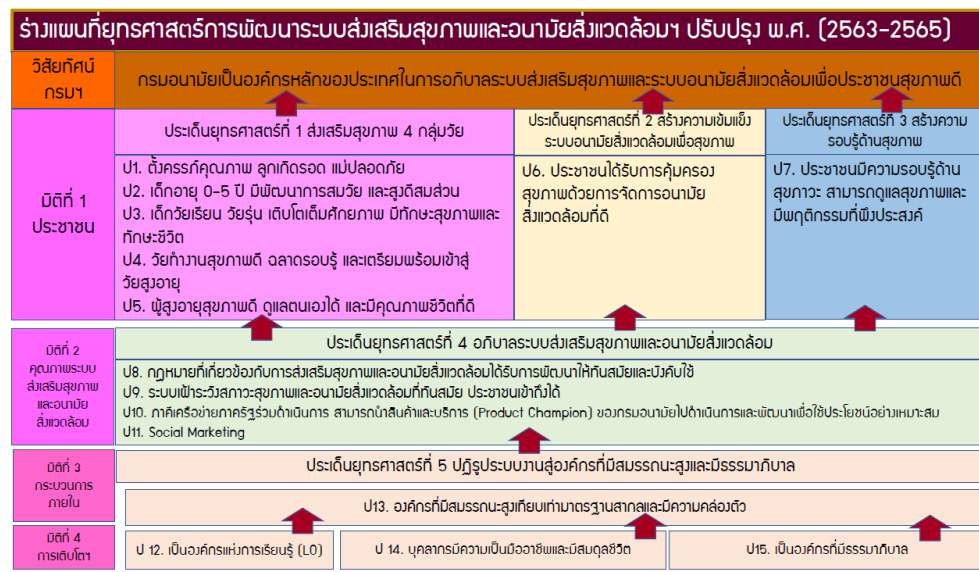 ร่างแผนที่ยุทธศาสตร์การพัฒนาระบบส่งเสริมสุขภาพและอนามัยสิ่งแวดล้อมฯ ปรับปรุง พ.ศ. (2563-2565)
วิสัยทัศน์
กรมฯ
กรมอนามัยเป็นองค์กรหลักของประเทศในการอภิบาลระบบส่งเสริมสุขภาพและระบบอนามัยสิ่งแวดล้อมเพื่อประชาชนสุขภาพดี
มิติที่ 1
ประชาชน
ประเด็นยุทธศาสตร์ที่ 1 ส่งเสริมสุขภาพ 4 กลุ่มวัย
ป1. ตั้งครรภ์คุณภาพ ลูกเกิดรอด แม่ปลอดภัย
ป2. เด็กอายุ 0-5 ปี มีพัฒนาการสมวัย และสูงดีสมส่วน
ป3. เด็กวัยเรียน วัยรุ่น เติบโตเต็มศักยภาพ มีทักษะสุขภาพและ
ทักษะชีวิต
ป4. วัยทำงานสุขภาพดี ฉลาดรอบรู้ และเตรียมพร้อมเข้าสู่
วัยสูงอายุ
ป5. ผู้สูงอายุสุขภาพดี ดูแลตนเองได้ และมีคุณภาพชีวิตที่ดี
ประเด็นยุทธศาสตร์ที่ 2 สร้างความเข้มแข็ง
ระบบอนามัยสิ่งแวดล้อมเพื่อสุขภาพ
ป6. ประชาชนได้รับการคุ้มครอง
สุขภาพด้วยการจัดการอนามัย
สิ่งแวดล้อมที่ดี
ประเด็นยุทธศาสตร์ที่ 3 สร้างความ
รอบรู้ด้านสุขภาพ
ป7. ประชาชนมีความรอบรู้ด้าน
สุขภาวะ สามารถดูแลสุขภาพและ
มีพฤติกรรมที่พึงประสงค์
มิติที่ 2
คุณภาพระบบ
ส่งเสริมสุขภาพ
และอนามัย
สิ่งแวดล้อม
ประเด็นยุทธศาสตร์ที่ 4 อภิบาลระบบส่งเสริมสุขภาพและอนามัยสิ่งแวดล้อม
ป8. กฎหมายที่เกี่ยวข้องกับการส่งเสริมสุขภาพและอนามัยสิ่งแวดล้อมได้รับการพัฒนาให้ทันสมัยและบังคับใช้
ป9. ระบบเฝ้าระวังสภาวะสุขภาพและอนามัยสิ่งแวดล้อมที่ทันสมัย ประชาชนเข้าถึงได้
ป10. ภาคีเครือข่ายภาครัฐร่วมดำเนินการ สามารถนำสินค้าและบริการ (Product Champion) ของกรมอนามัยไปดำเนินการและพัฒนาเพื่อใช้ประโยชน์อย่างเหมาะสม
ป11. Social Marketing
มิติที่ 3
กระบวนการ
ภายใน
ประเด็นยุทธศาสตร์ที่ 5 ปฏิรูประบบงานสู่องค์กรที่มีสมรรถนะสูงและมีธรรมาภิบาล
ป13. องค์กรที่มีสมรรถนะสูงเทียบเท่ามาตรฐานสากลและมีความคล่องตัว
มิติที่ 4
การเติบโตฯ
ป 12. เป็นองค์กรแห่งการเรียนรู้ (LO)
ป 14. บุคลากรมีความเป็นมืออาชีพและมีสมดุลชีวิต
ป15. เป็นองค์กรที่มีธรรมาภิบาล